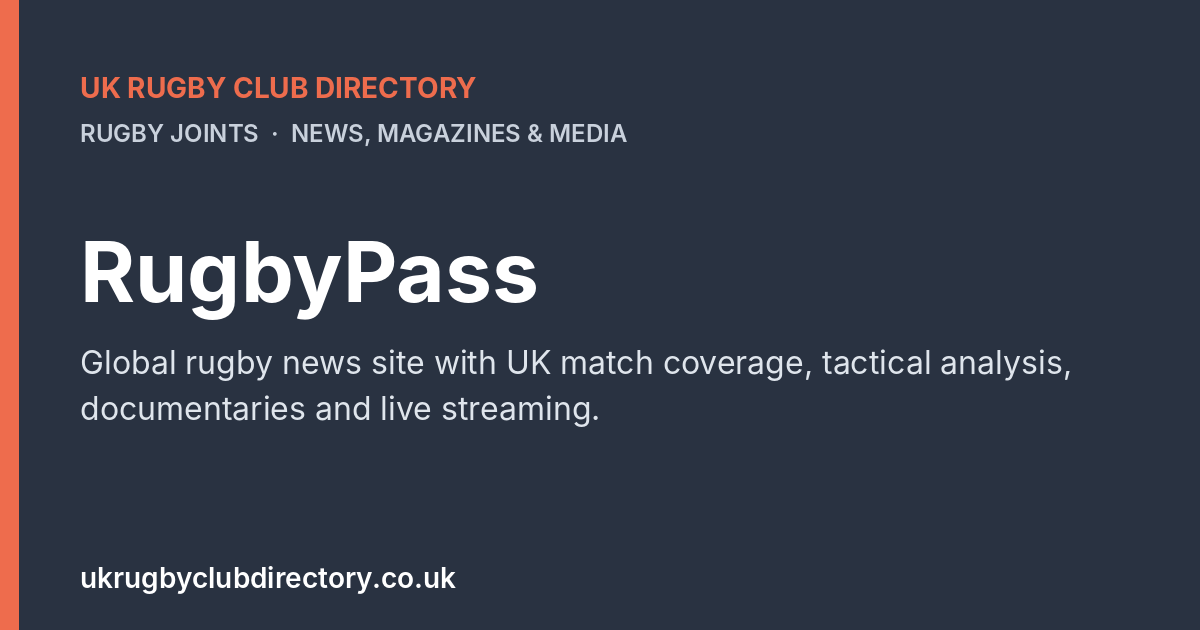 UK RUGBY CLUB DIRECTORY
RUGBY JOINTS · NEWS, MAGAZINES & MEDIA
RugbyPass
Global rugby news site with UK match coverage, tactical analysis,
documentaries and live streaming.
ukrugbyclubdirectory.co.uk